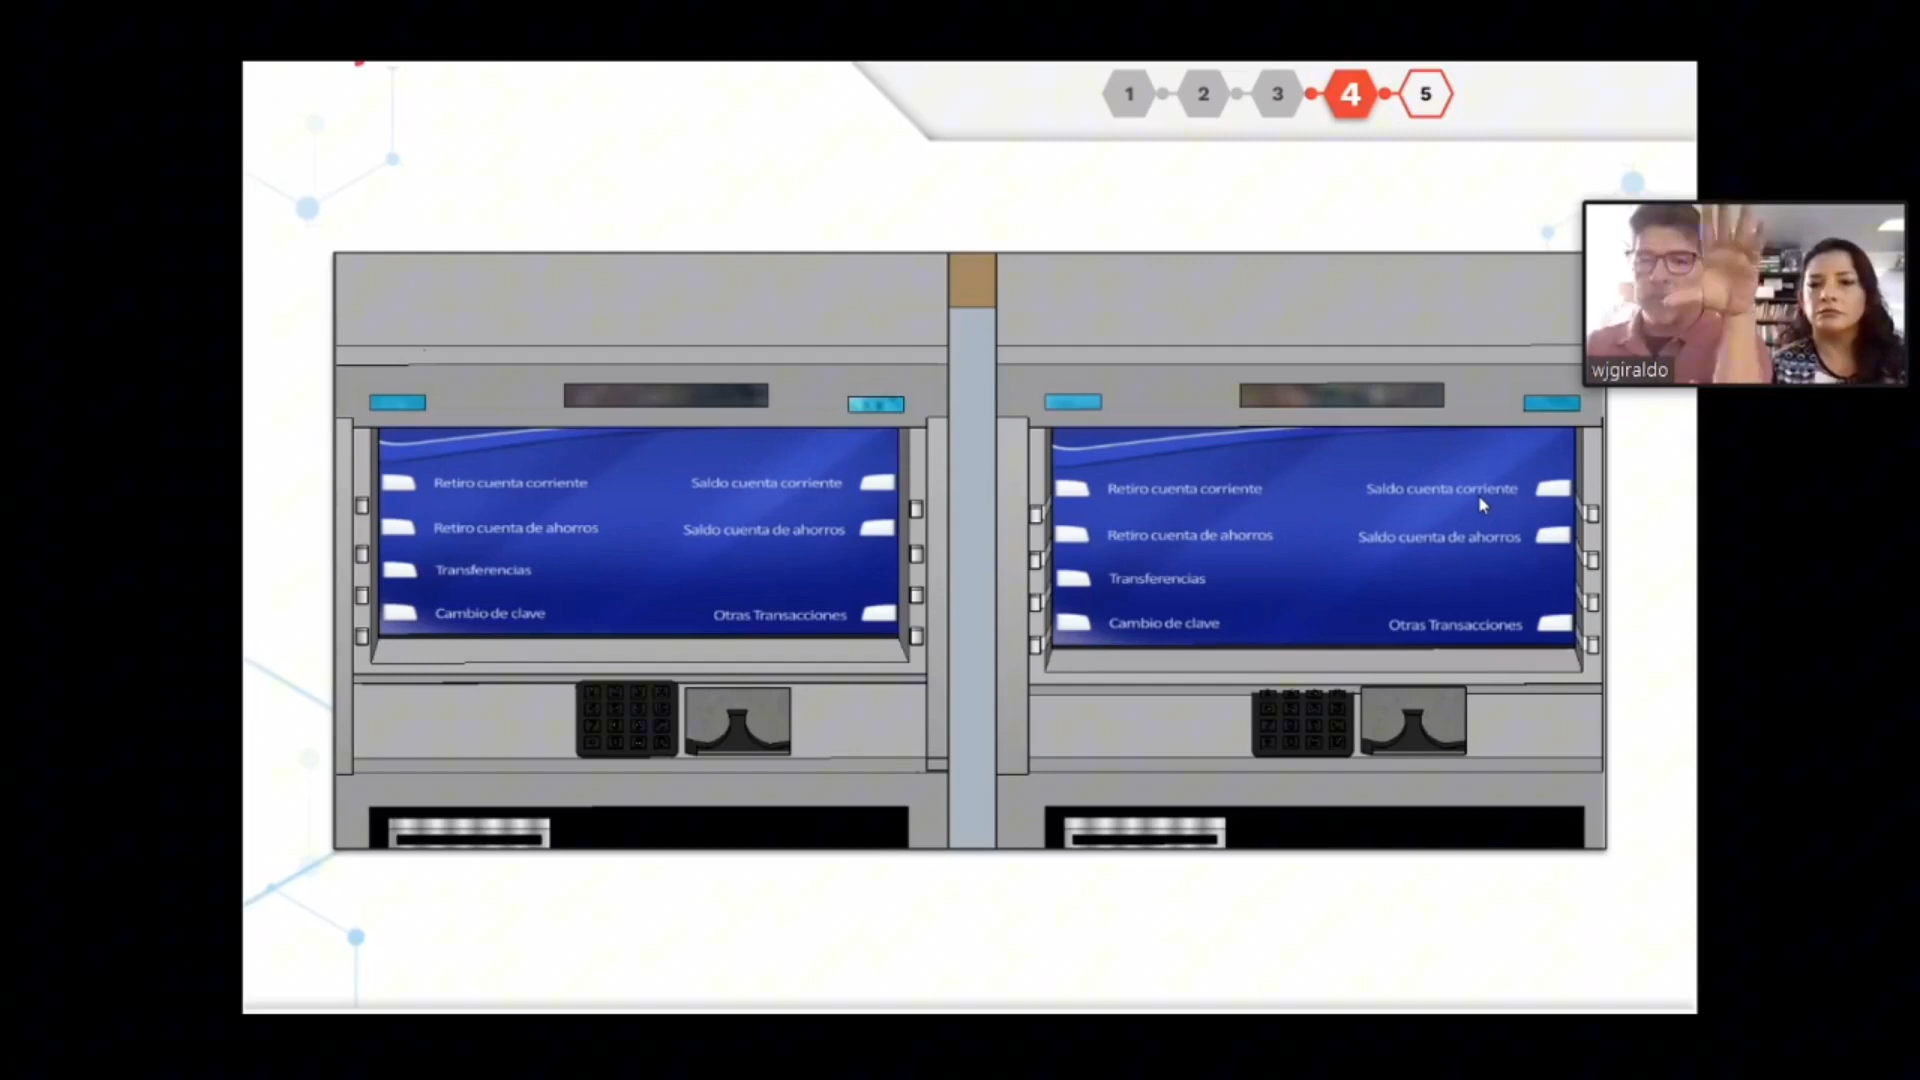 1 2 3 4 5
Retiro cuenta corriente Saldo cuenta corriente
Retiro cuenta de ahorros Saldo cuenta de ahorros
Transferencias
Cambio de clave Otras Transacciones
Retiro cuenta corriente Saldo cuenta corriente
Retiro cuenta de ahorros Saldo cuenta de ahorros
Transferencias
Cambio de clave Otras Transacciones
wjgiraldo